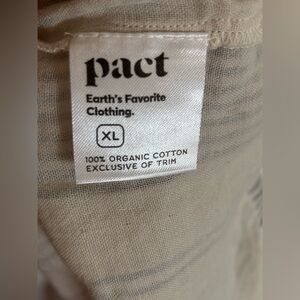 pact
Earth's Favorite
Clothing.
XL
100% ORGANIC COTTON
EXCLUSIVE OF TRIM